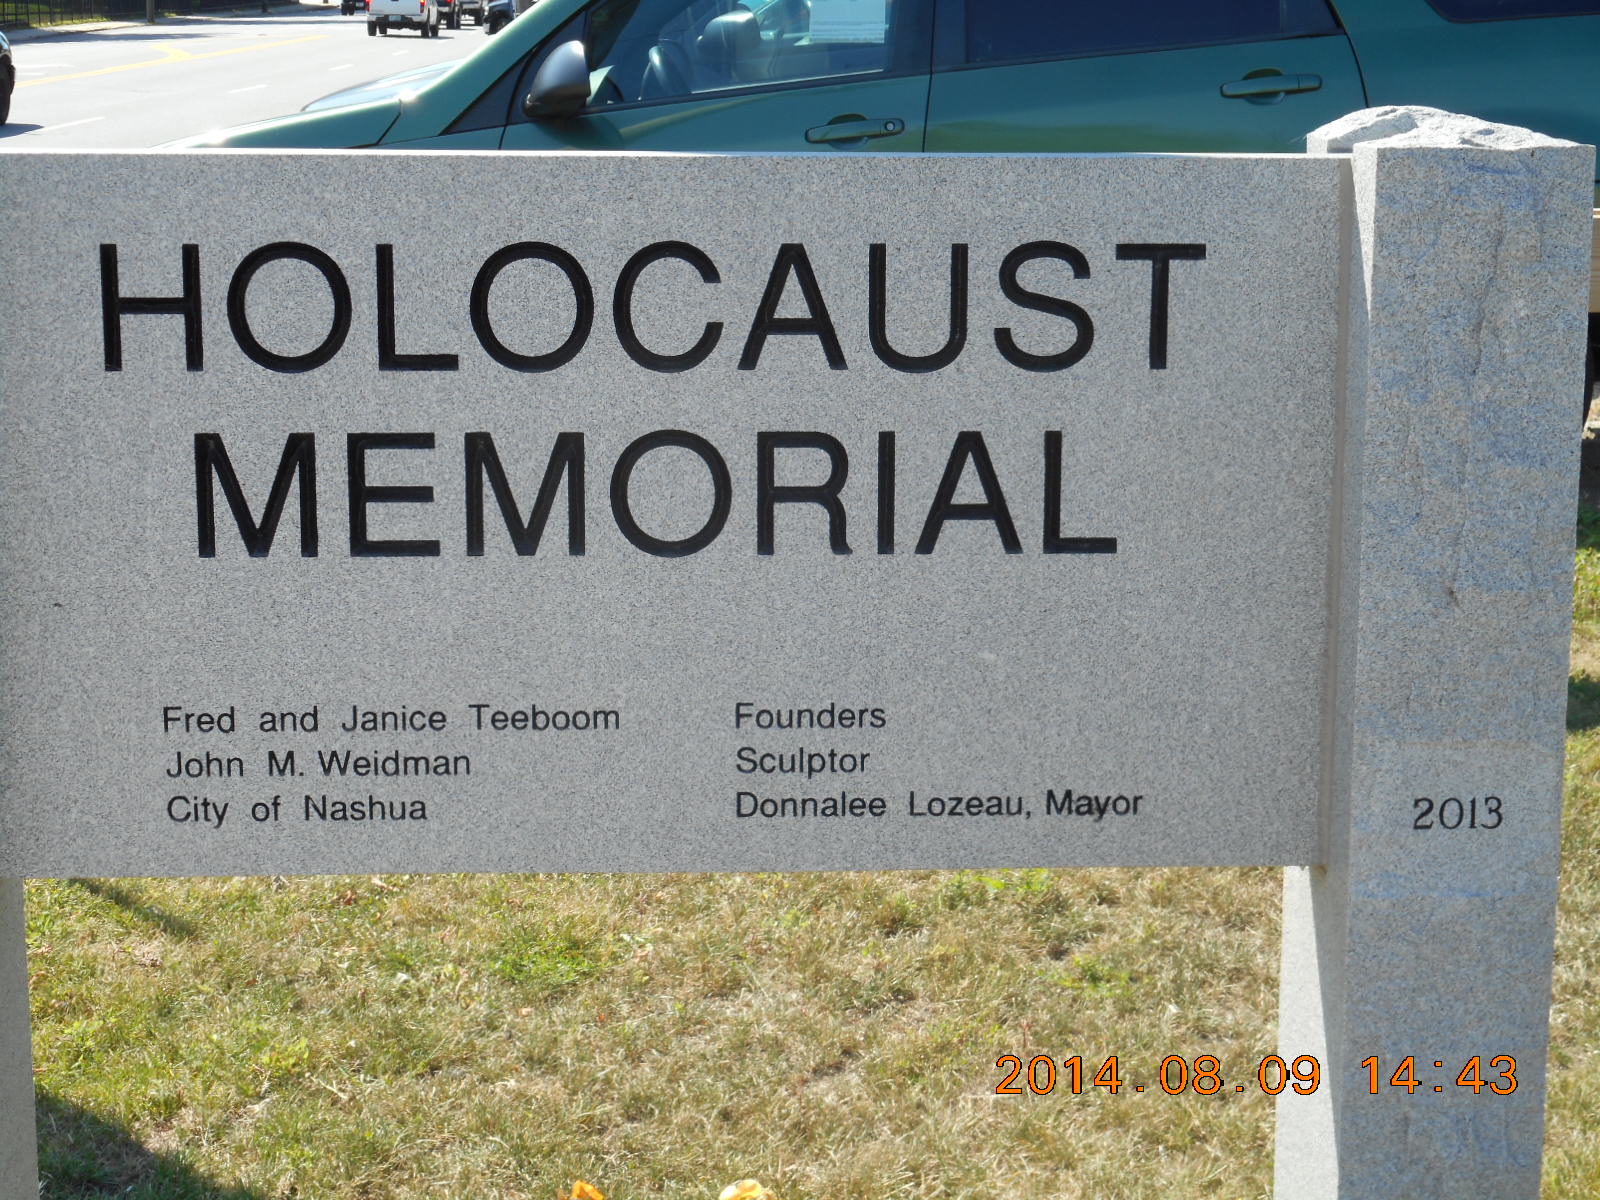 HOLOCAUST
MEMORIAL
Fred and Janice Teeboom Founders
John M. Weidman Sculptor
City of Nashua Donnalee Lozeau, Mayor
2013
2014.08.09 14:43